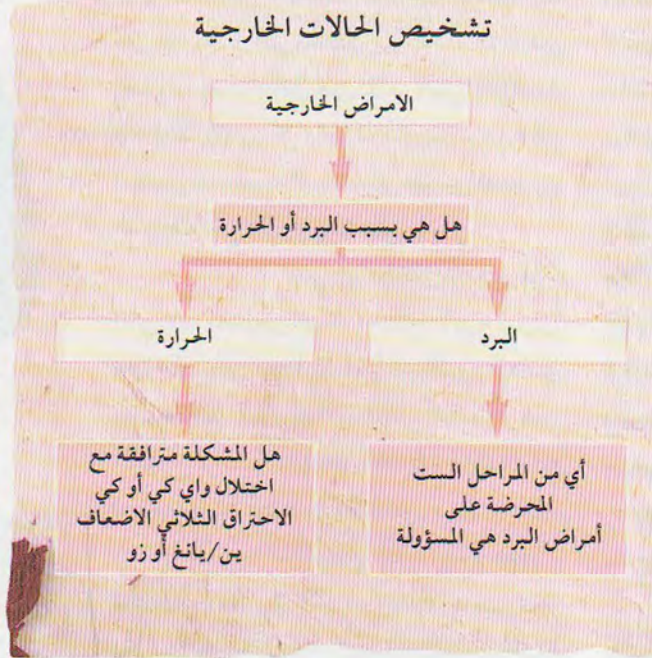 تشخيص الحالات الخارجية
الامراض الخارجية
هل هي بسبب البرد أو الحرارة
البرد
الحرارة
أي من المراحل الست
المحرضة على
أمراض البرد هي المسؤولة
هل المشكلة مترافقة مع
اختلال واي كي أو كي
الاحتراق الثلاثي الاضعاف
ين/يانغ أو زو